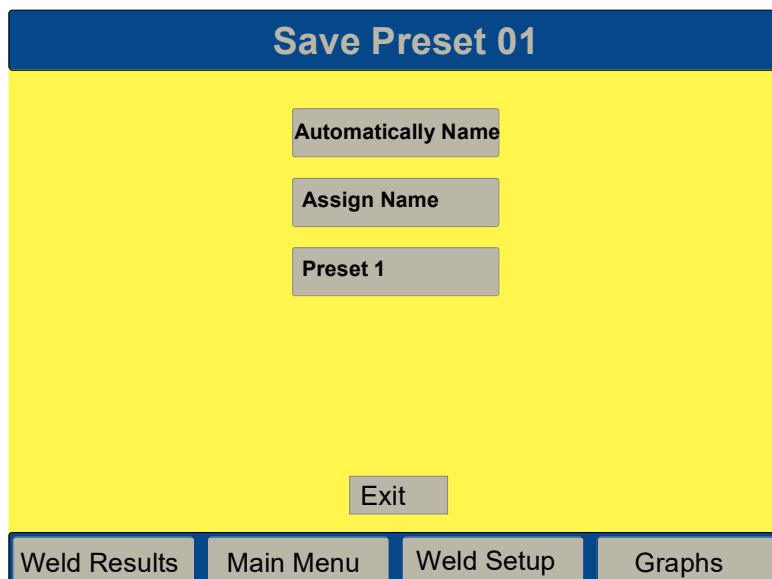 Save Preset 01
Automatically Name
Assign Name
Preset 1
Exit
Weld Results Main Menu Weld Setup Graphs